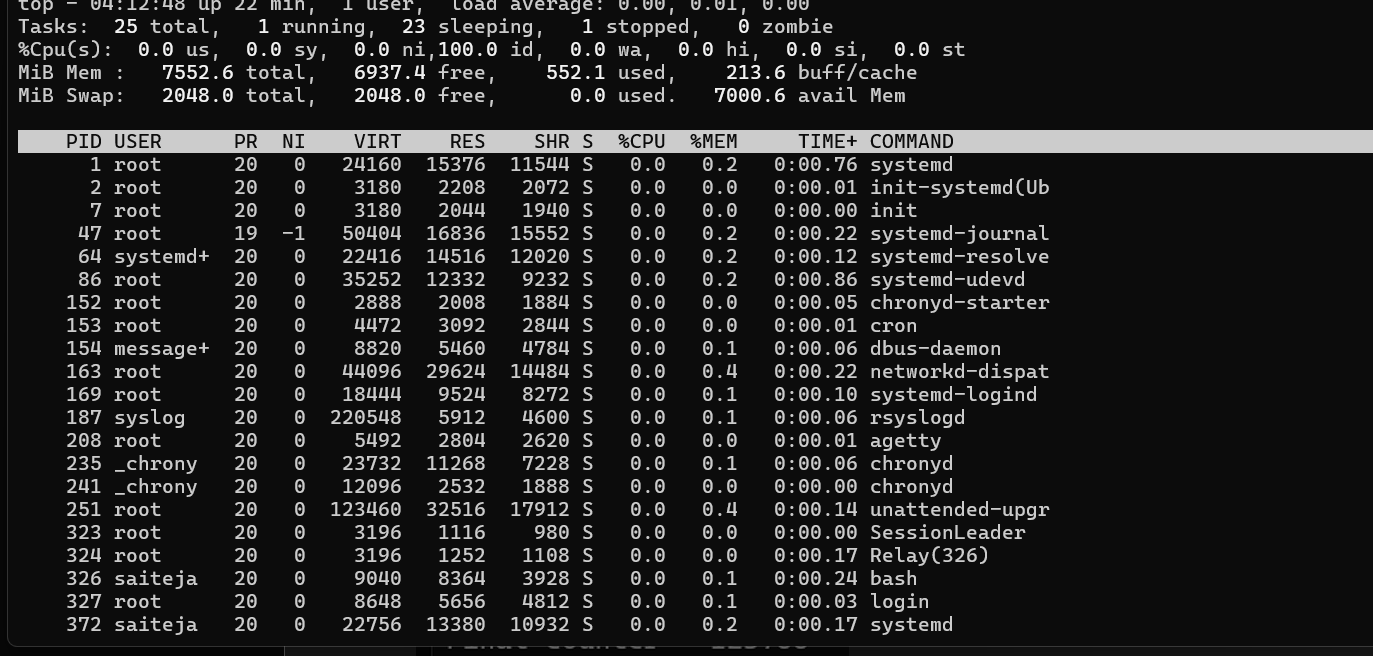 top - 04:12:48 up 22 min,  1 user,  load average: 0.00, 0.01, 0.00
Tasks:  25 total,   1 running,  23 sleeping,   1 stopped,   0 zombie
%Cpu(s):  0.0 us,  0.0 sy,  0.0 ni,100.0 id,  0.0 wa,  0.0 hi,  0.0 si,  0.0 st
MiB Mem :   7552.6 total,   6937.4 free,    552.1 used,    213.6 buff/cache
MiB Swap:   2048.0 total,   2048.0 free,      0.0 used.   7000.6 avail Mem
    PID USER      PR  NI    VIRT    RES    SHR S  %CPU  %MEM     TIME+ COMMAND
      1 root      20   0   24160  15376  11544 S   0.0   0.2   0:00.76 systemd
      2 root      20   0    3180   2208   2072 S   0.0   0.0   0:00.01 init-systemd(Ub
      7 root      20   0    3180   2044   1940 S   0.0   0.0   0:00.00 init
     47 root      19  -1   50404  16836  15552 S   0.0   0.2   0:00.22 systemd-journal
     64 systemd+  20   0   22416  14516  12020 S   0.0   0.2   0:00.12 systemd-resolve
     86 root      20   0   35252  12332   9232 S   0.0   0.2   0:00.86 systemd-udevd
    152 root      20   0    2888   2008   1884 S   0.0   0.0   0:00.05 chronyd-starter
    153 root      20   0    4472   3092   2844 S   0.0   0.0   0:00.01 cron
    154 message+  20   0    8820   5460   4784 S   0.0   0.1   0:00.06 dbus-daemon
    163 root      20   0   44096  29624  14484 S   0.0   0.4   0:00.22 networkd-dispat
    169 root      20   0   18444   9524   8272 S   0.0   0.1   0:00.10 systemd-logind
    187 syslog    20   0  220548   5912   4600 S   0.0   0.1   0:00.06 rsyslogd
    208 root      20   0    5492   2804   2620 S   0.0   0.0   0:00.01 agetty
    235 _chrony   20   0   23732  11268   7228 S   0.0   0.1   0:00.06 chronyd
    241 _chrony   20   0   12096   2532   1888 S   0.0   0.0   0:00.00 chronyd
    251 root      20   0  123460  32516  17912 S   0.0   0.4   0:00.14 unattended-upgr
    323 root      20   0    3196   1116    980 S   0.0   0.0   0:00.00 SessionLeader
    324 root      20   0    3196   1252   1108 S   0.0   0.0   0:00.17 Relay(326)
    326 saiteja   20   0    9040   8364   3928 S   0.0   0.1   0:00.24 bash
    327 root      20   0    8648   5656   4812 S   0.0   0.1   0:00.03 login
    372 saiteja   20   0   22756  13380  10932 S   0.0   0.2   0:00.17 systemd